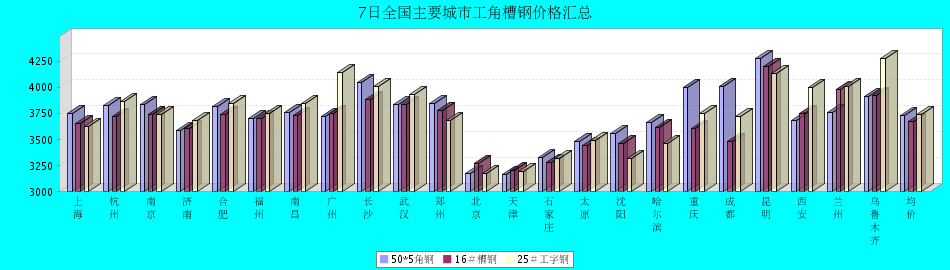 7日全国主要城市工角槽钢价格汇总
4250
4000
3750
3500
3250
3000
上海 杭州 南京 济南 合肥 福州 南昌 广州 长沙 武汉 郑州 北京 天津 石家庄 太原 沈阳 哈尔滨 重庆 成都 昆明 西安 兰州 乌鲁木齐 均价
50*5角钢 16#槽钢 25#工字钢